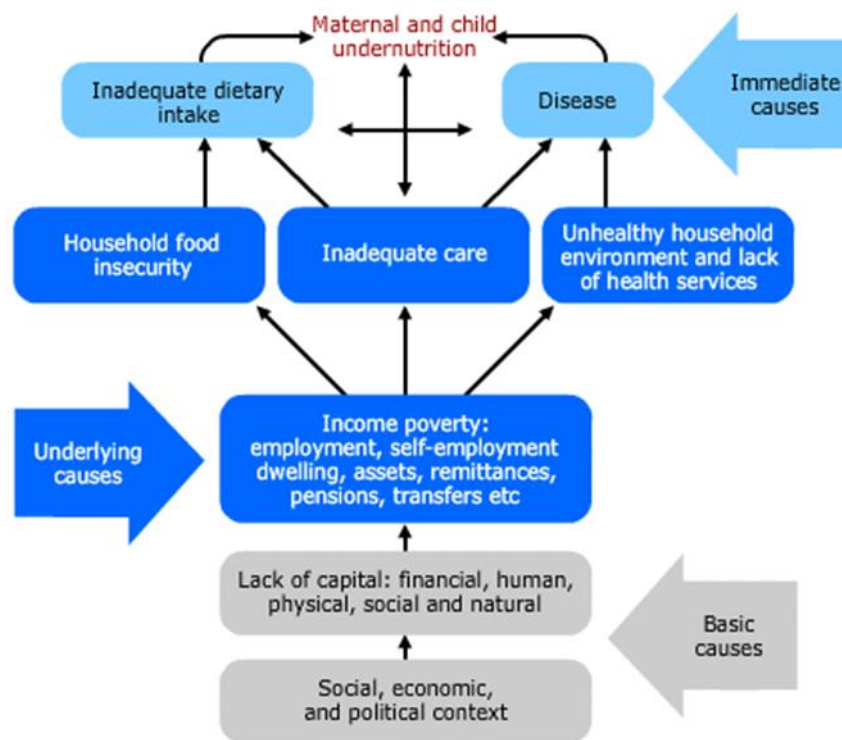 Maternal and child
undernutrition
Inadequate dietary
intake
Disease
Immediate
causes
Household food
insecurity
Inadequate care
Unhealthy household
environment and lack
of health services
Underlying
causes
Income poverty:
employment, self-employment
dwelling, assets, remittances,
pensions, transfers etc
Lack of capital: financial, human,
physical, social and natural
Basic
causes
Social, economic,
and political context